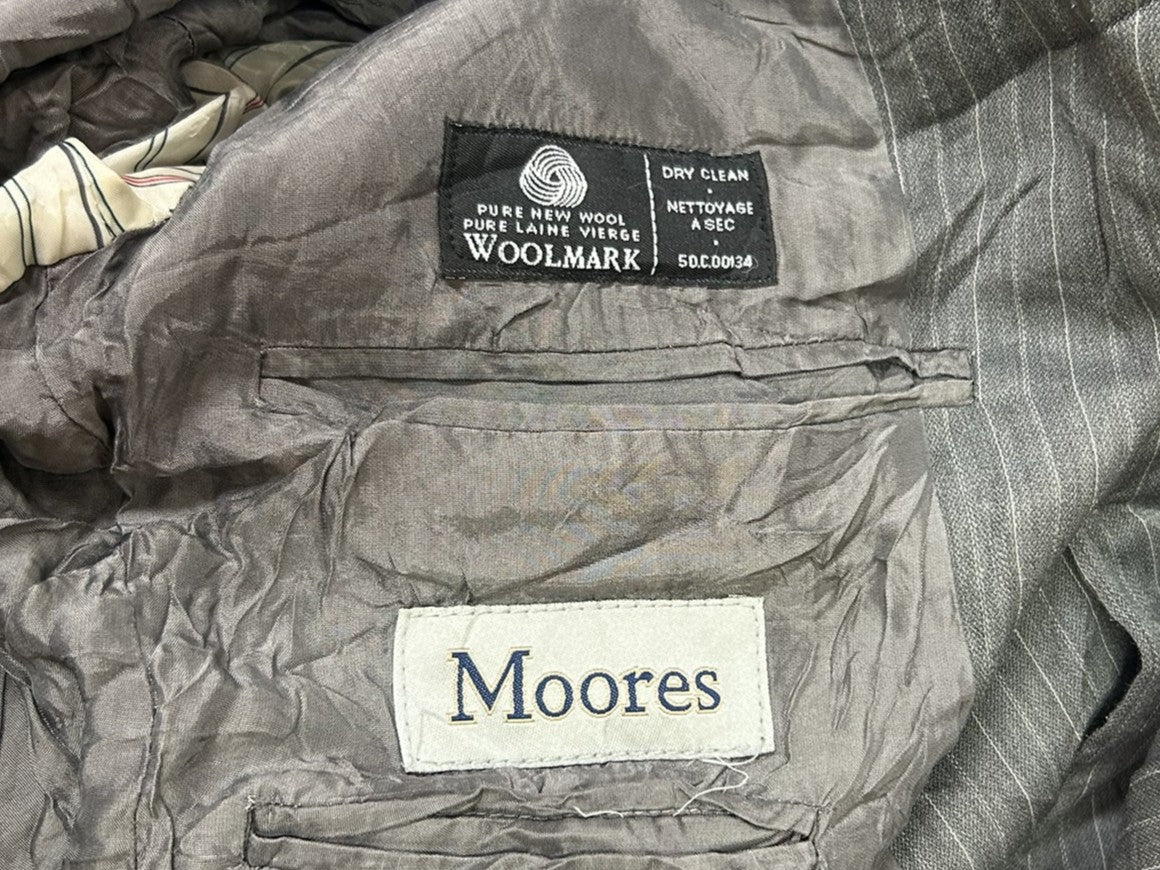 PURE NEW WOOL
PURE LAINE VIERGE
WOOLMARK
DRY CLEAN
·
NETTOYAGE
A SEC
·
50.C.00134
Moores